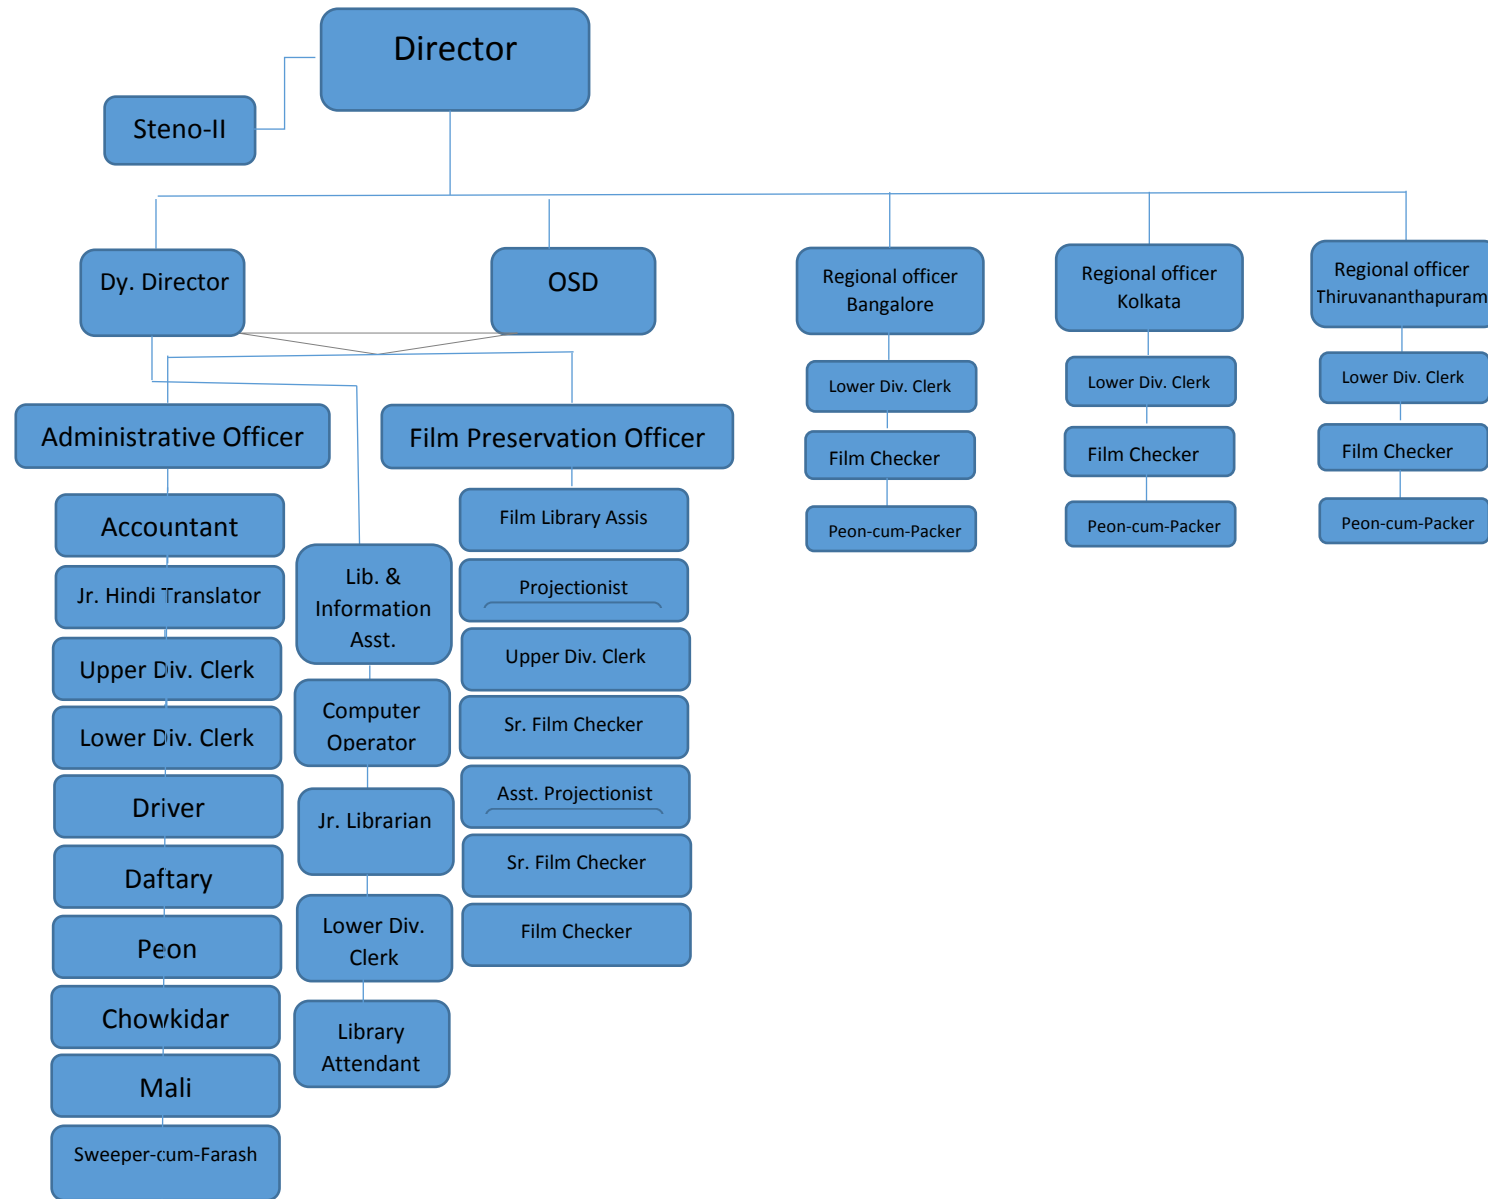 Director
Steno-II
Dy. Director
OSD
Regional officer
Bangalore
Regional officer
Kolkata
Regional officer
Thiruvananthapuram
Lower Div. Clerk
Film Checker
Peon-cum-Packer
Lower Div. Clerk
Film Checker
Peon-cum-Packer
Lower Div. Clerk
Film Checker
Peon-cum-Packer
Administrative Officer
Accountant
Jr. Hindi Translator
Upper Div. Clerk
Lower Div. Clerk
Driver
Daftary
Peon
Chowkidar
Mali
Sweeper-cum-Farash
Lib. &
Information
Asst.
Computer
Operator
Jr. Librarian
Lower Div.
Clerk
Library
Attendant
Film Preservation Officer
Film Library Assis
Projectionist
Upper Div. Clerk
Sr. Film Checker
Asst. Projectionist
Sr. Film Checker
Film Checker